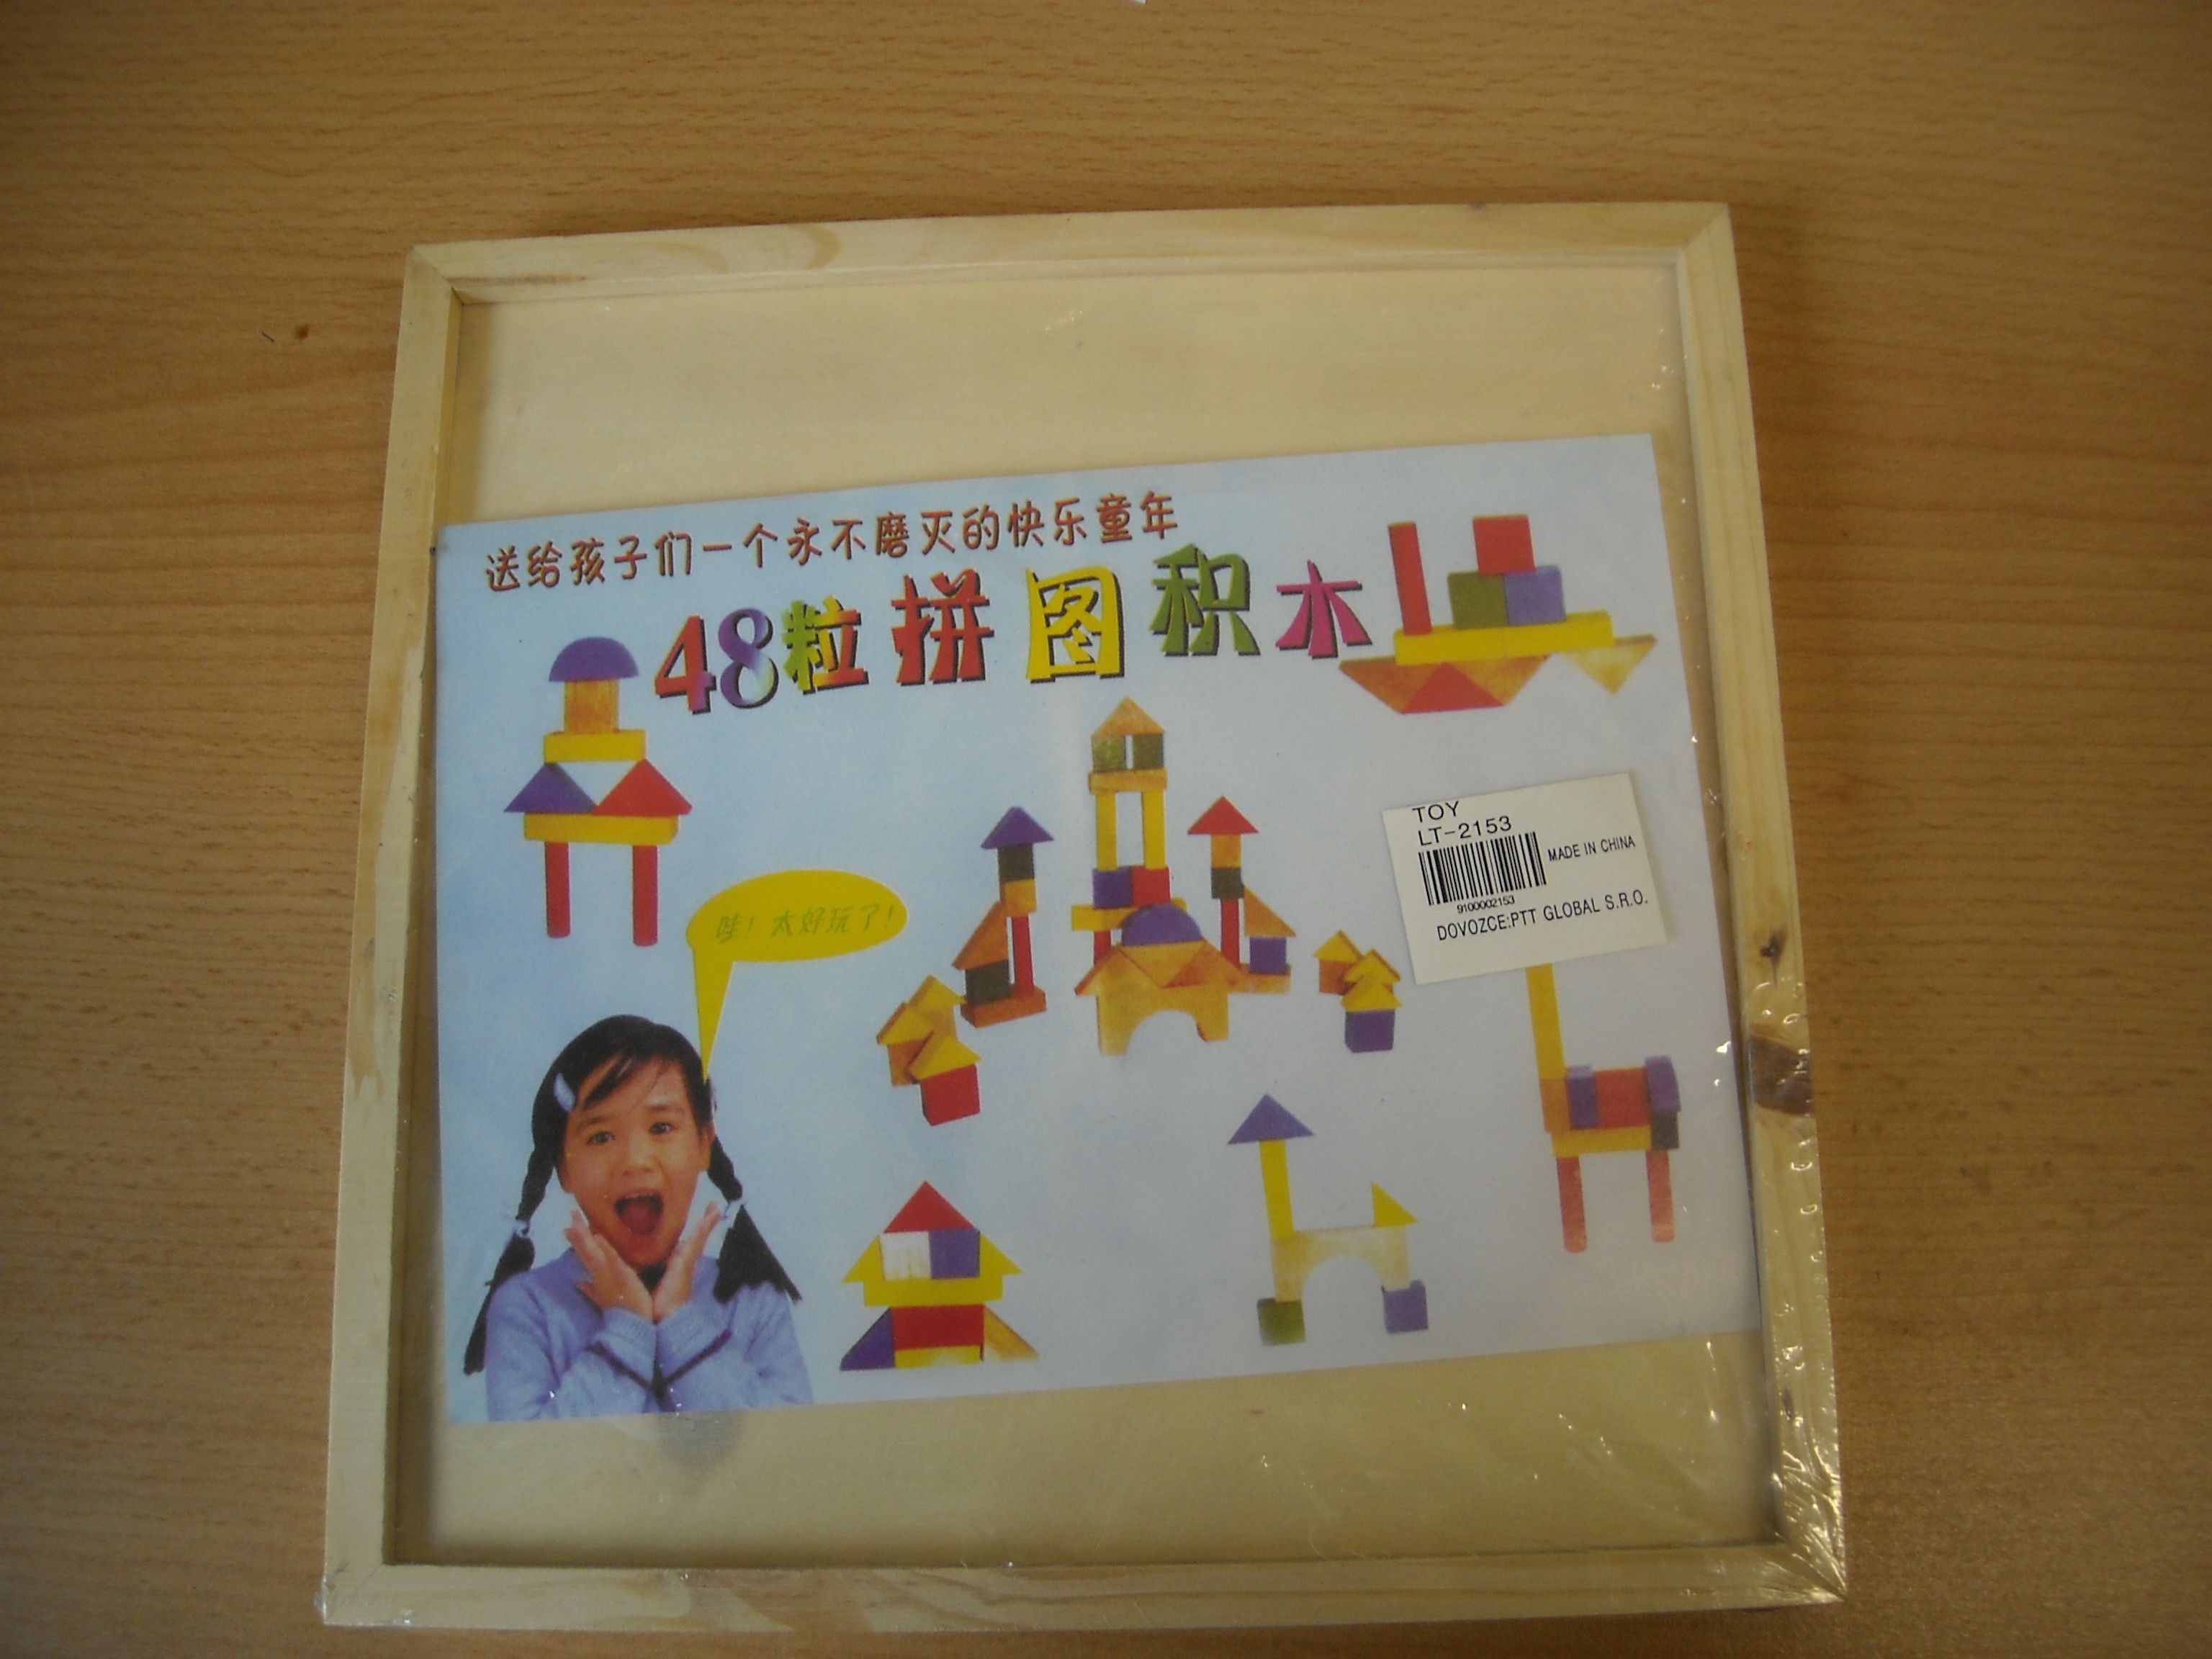 送给孩子们一个永不磨灭的快乐童年
48粒拼图积木
哇！太好玩了！
TOY
LT-2153
MADE IN CHINA
9100002153
DOVOZCE:PTT GLOBAL S.R.O.